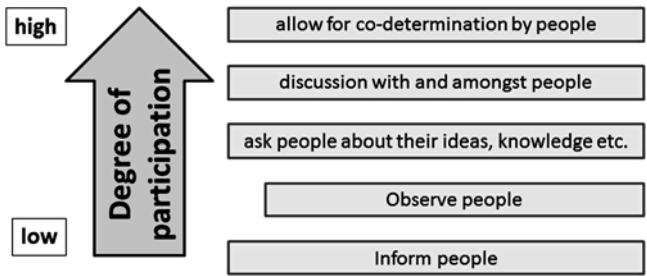 high
allow for co-determination by people
discussion with and amongst people
ask people about their ideas, knowledge etc.
Observe people
Inform people
low
Degree of
participation